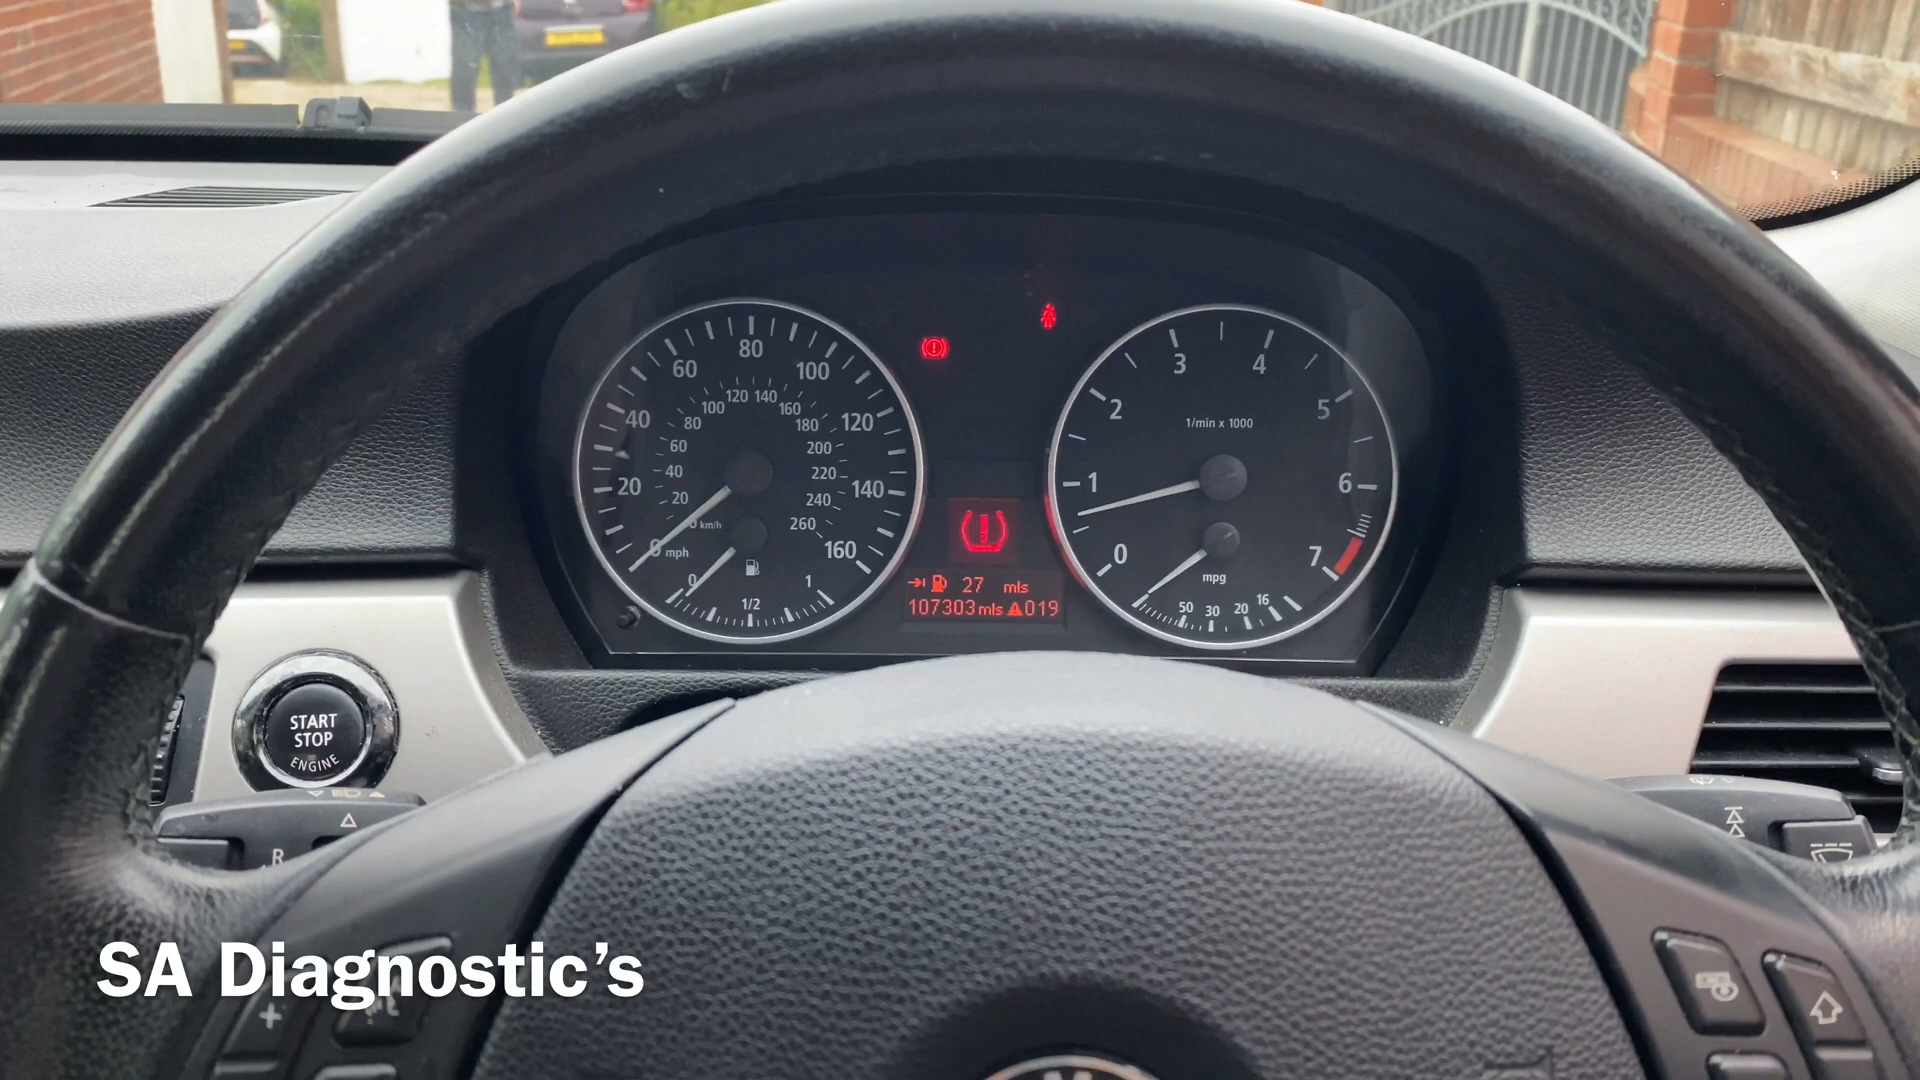 80
60
100
40
120
20
140
160
100 120 140 160
80
180
60
200
40
220
20
240
260
km/h
0 mph
0
1/2
1
3
4
2
5
1/min x 1000
1
6
0
7
mpg
50 30 20 16
27 mls
107303 mls 019
START
STOP
ENGINE
R
SA Diagnostic’s